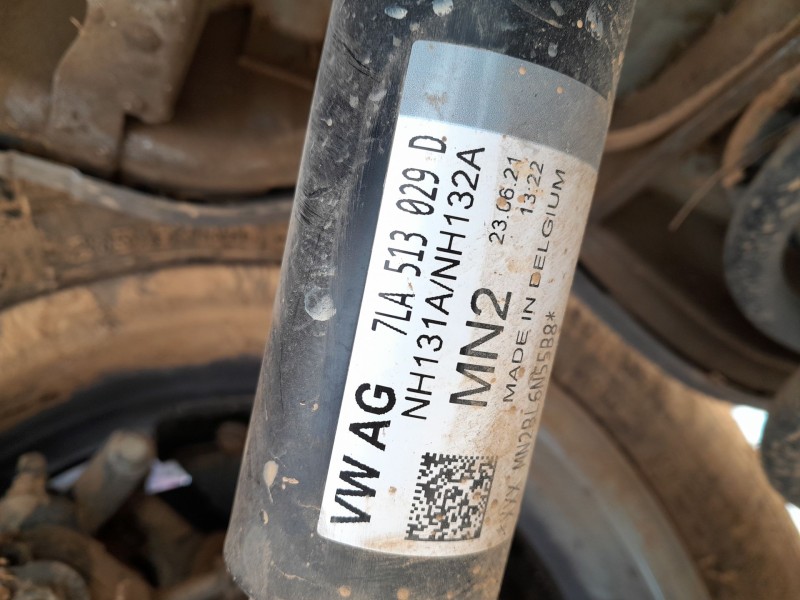 VW AG 7LA 513 029 D
NH131A/NH132A
MN2 23.06.21
13:22
MADE IN BELGIUM